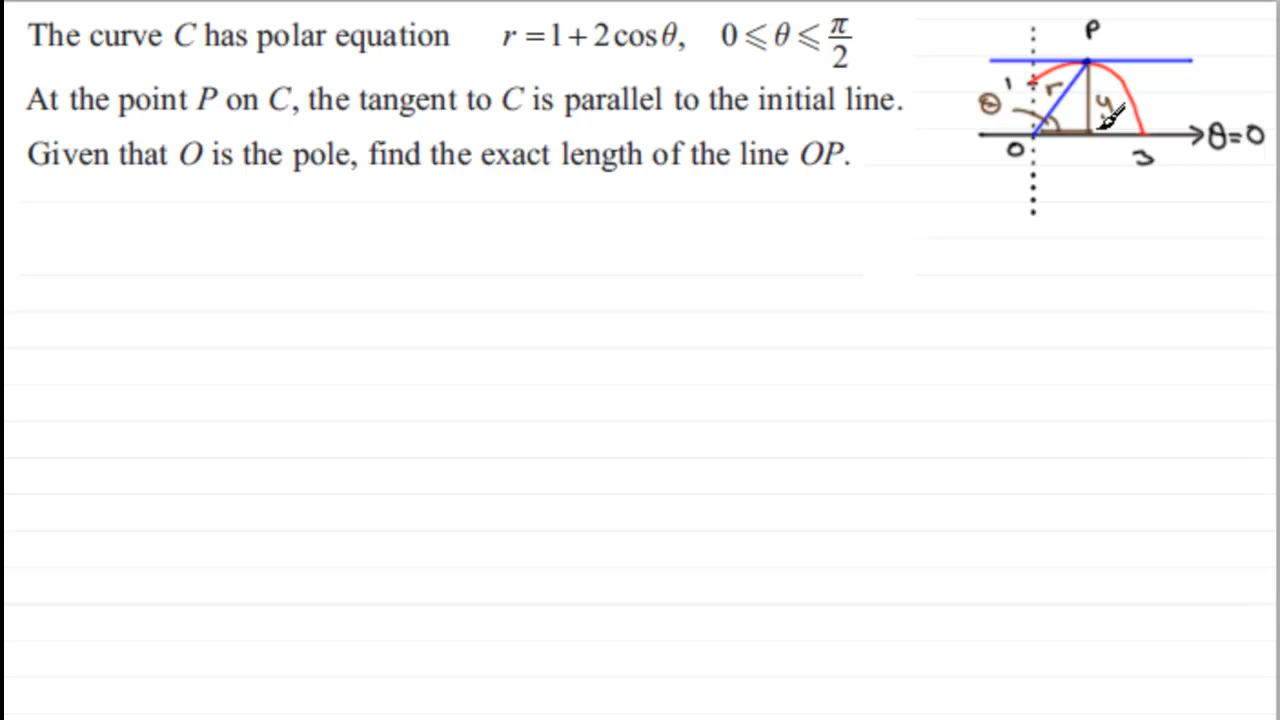 The curve C has polar equation r = 1 + 2cosθ, 0 ⩽ θ ⩽ π/2
At the point P on C, the tangent to C is parallel to the initial line.
Given that O is the pole, find the exact length of the line OP.
P
1
r
θ
y
O
3
θ=0